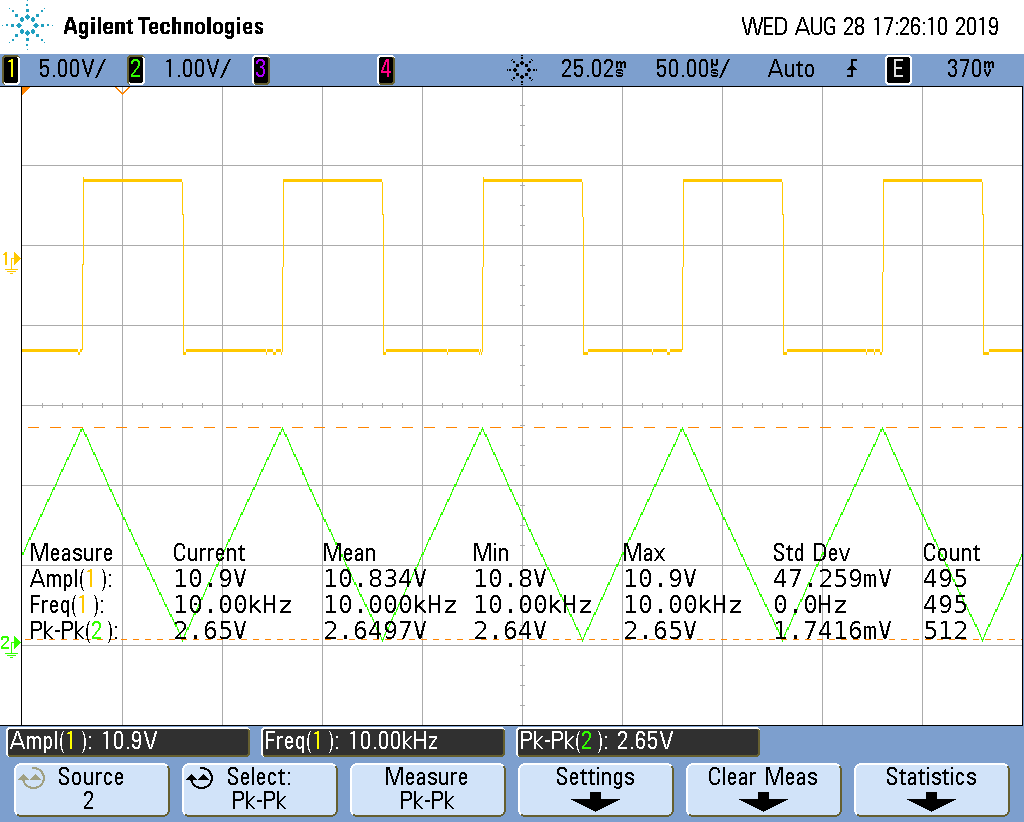 Agilent Technologies WED AUG 28 17:26:10 2019
1 5.00V/ 2 1.00V/ 3 4 25.02ms 50.00µs/ Auto E 370mV
1
2
Measure Current Mean Min Max Std Dev Count
Ampl(1): 10.9V 10.834V 10.8V 10.9V 47.259mV 495
Freq(1): 10.00kHz 10.000kHz 10.00kHz 10.00kHz 0.0Hz 495
Pk-Pk(2): 2.65V 2.6497V 2.64V 2.65V 1.7416mV 512
Ampl(1): 10.9V Freq(1): 10.00kHz Pk-Pk(2): 2.65V
Source Select: Measure Settings Clear Meas Statistics
2 Pk-Pk Pk-Pk